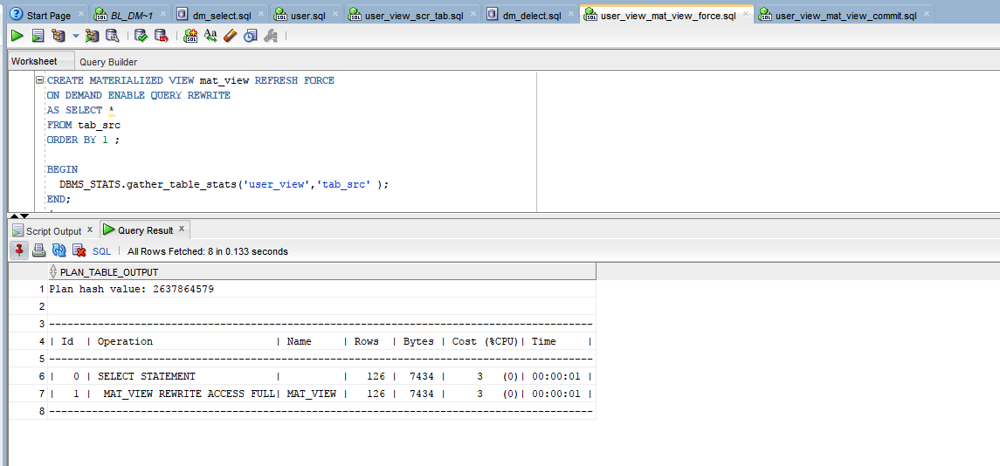 Start Page BL_DM~1 dm_select.sql user.sql user_view_scr_tab.sql dm_delect.sql user_view_mat_view_force.sql user_view_mat_view_commit.sql
Worksheet Query Builder
CREATE MATERIALIZED VIEW mat_view REFRESH FORCE
ON DEMAND ENABLE QUERY REWRITE
AS SELECT *
FROM tab_src
ORDER BY 1 ;
BEGIN
DBMS_STATS.gather_table_stats('user_view','tab_src' );
END;
Script Output x Query Result x
SQL | All Rows Fetched: 8 in 0.133 seconds
PLAN_TABLE_OUTPUT
1 Plan hash value: 2637864579
2
3 --------------------------------------------------------------------------------
4 | Id | Operation | Name | Rows | Bytes | Cost (%CPU)| Time |
5 --------------------------------------------------------------------------------
6 | 0 | SELECT STATEMENT | | 126 | 7434 | 3 (0)| 00:00:01 |
7 | 1 | MAT_VIEW REWRITE ACCESS FULL| MAT_VIEW | 126 | 7434 | 3 (0)| 00:00:01 |
8 --------------------------------------------------------------------------------